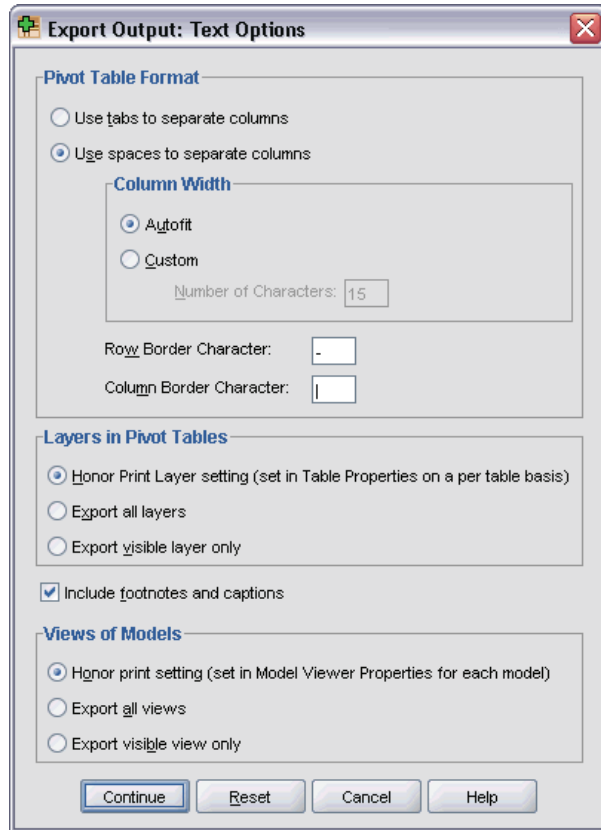 Export Output: Text Options
Pivot Table Format
Use tabs to separate columns
Use spaces to separate columns
Column Width
Autofit
Custom
Number of Characters: 15
Row Border Character: -
Column Border Character: |
Layers in Pivot Tables
Honor Print Layer setting (set in Table Properties on a per table basis)
Export all layers
Export visible layer only
Include footnotes and captions
Views of Models
Honor print setting (set in Model Viewer Properties for each model)
Export all views
Export visible view only
Continue Reset Cancel Help